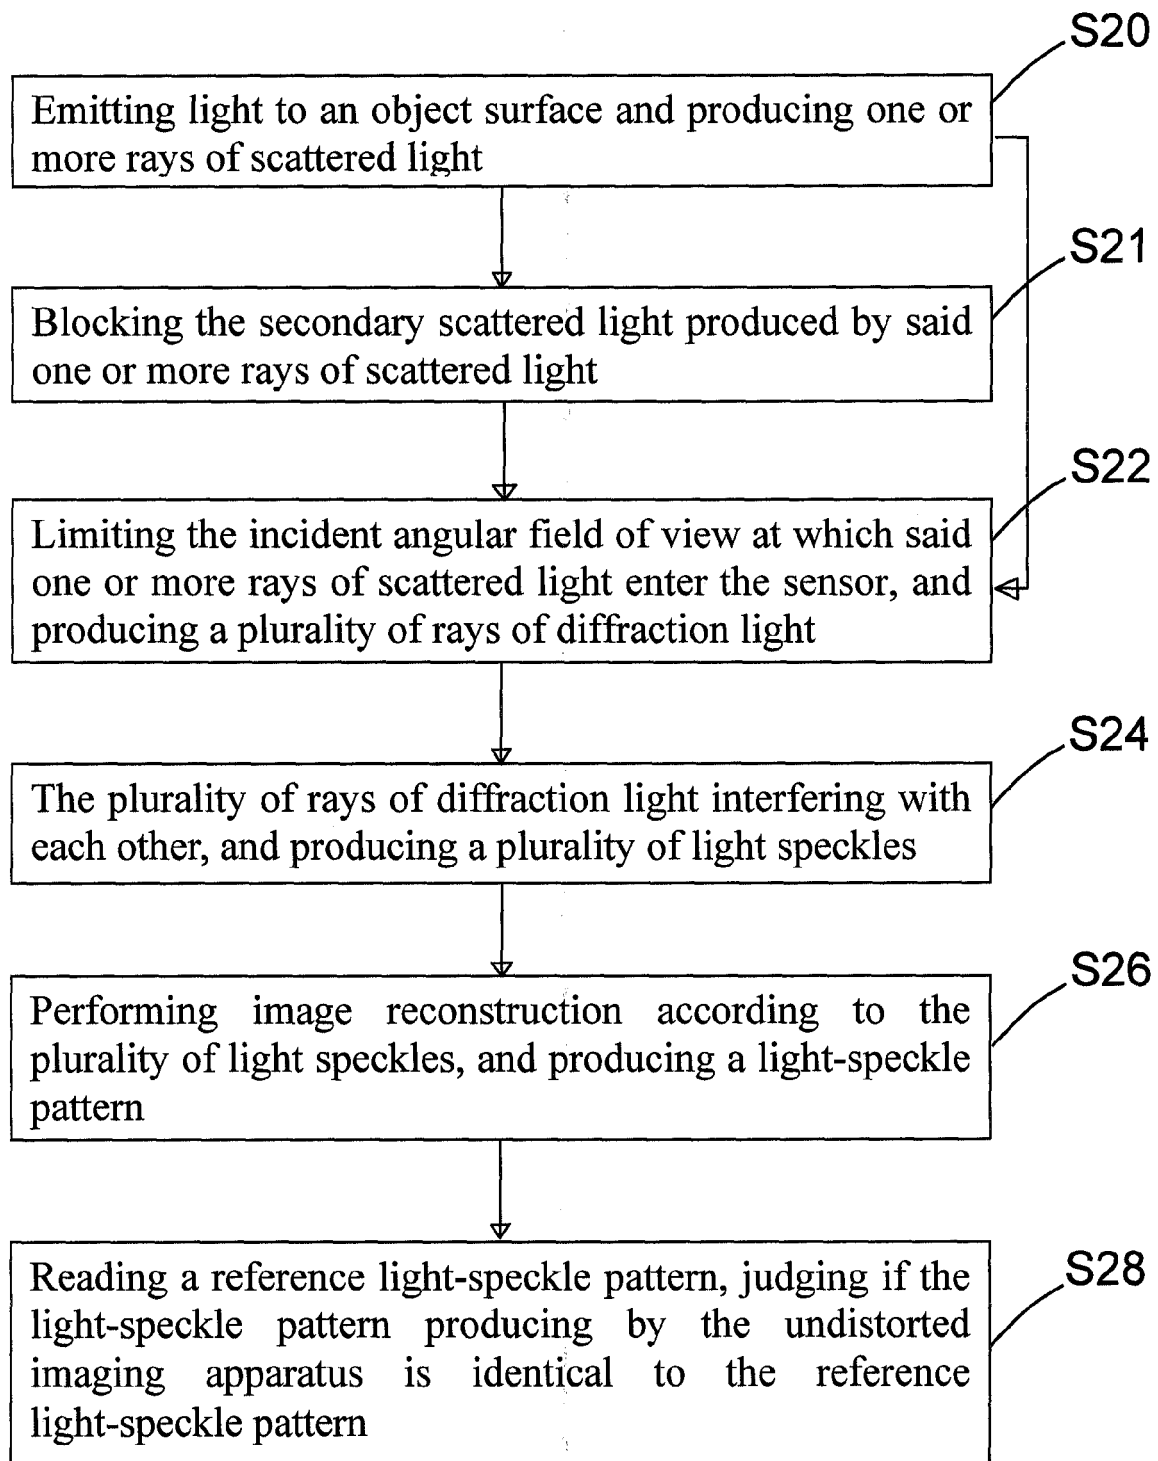 S20
Emitting light to an object surface and producing one or
more rays of scattered light
S21
Blocking the secondary scattered light produced by said
one or more rays of scattered light
S22
Limiting the incident angular field of view at which said
one or more rays of scattered light enter the sensor, and
producing a plurality of rays of diffraction light
S24
The plurality of rays of diffraction light interfering with
each other, and producing a plurality of light speckles
S26
Performing image reconstruction according to the
plurality of light speckles, and producing a light-speckle
pattern
S28
Reading a reference light-speckle pattern, judging if the
light-speckle pattern producing by the undistorted
imaging apparatus is identical to the reference
light-speckle pattern